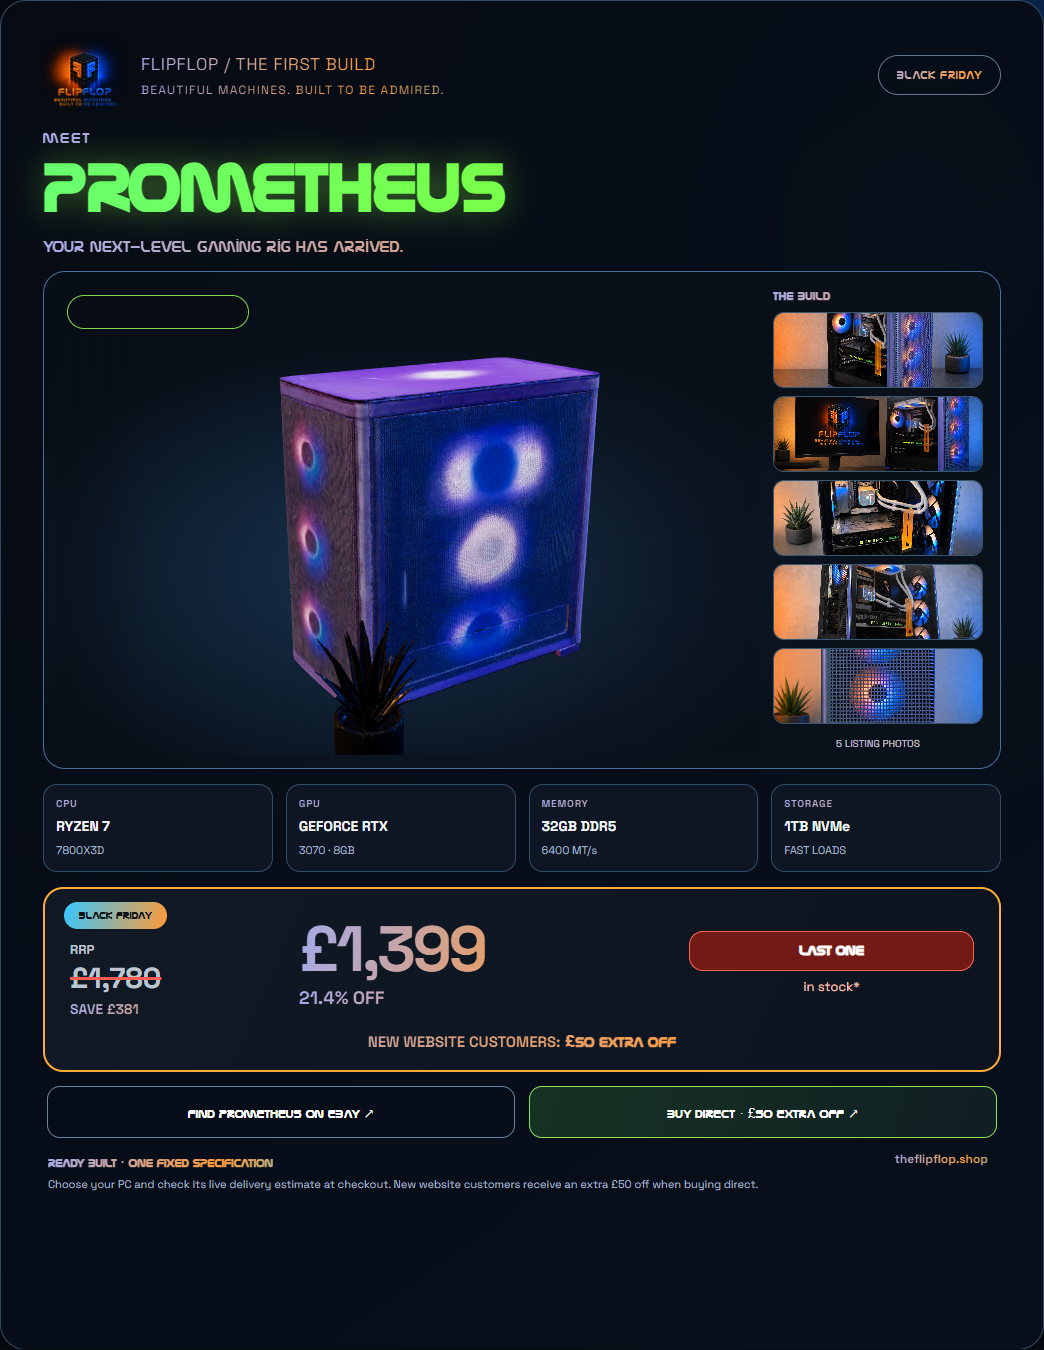 FLIPFLOP / THE FIRST BUILD
BEAUTIFUL MACHINES. BUILT TO BE ADMIRED.
BLACK FRIDAY
FLIPFLOP
MEET
PROMETHEUS
YOUR NEXT-LEVEL GAMING RIG HAS ARRIVED.
THE BUILD
FLIPFLOP
5 LISTING PHOTOS
CPU
RYZEN 7
7800X3D
GPU
GEFORCE RTX
3070 · 8GB
MEMORY
32GB DDR5
6400 MT/s
STORAGE
1TB NVMe
FAST LOADS
BLACK FRIDAY
RRP
£1,780
SAVE £381
£1,399
21.4% OFF
LAST ONE
in stock*
NEW WEBSITE CUSTOMERS: £50 EXTRA OFF
FIND PROMETHEUS ON EBAY ↗
BUY DIRECT · £50 EXTRA OFF ↗
READY BUILT · ONE FIXED SPECIFICATION
theflipflop.shop
Choose your PC and check its live delivery estimate at checkout. New website customers receive an extra £50 off when buying direct.